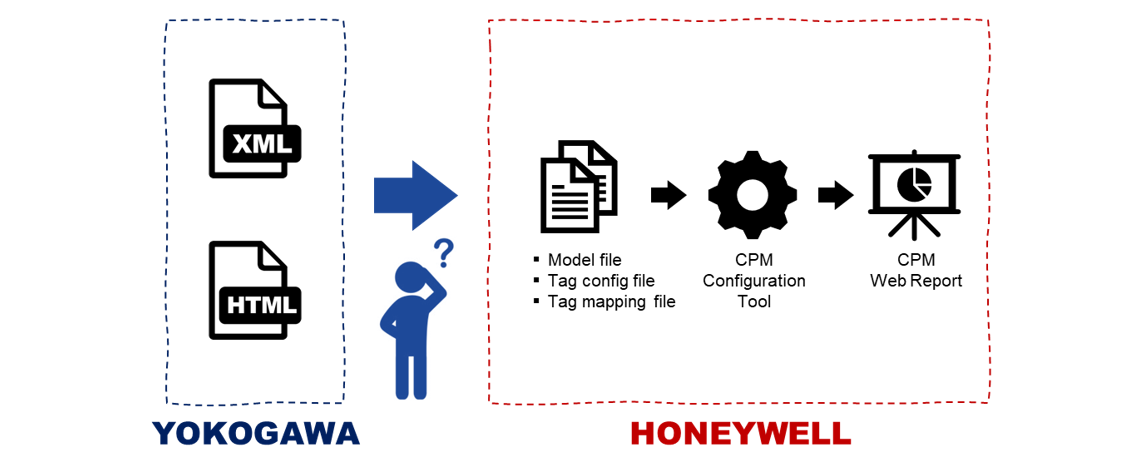 XML
HTML
YOKOGAWA
?
▪ Model file
▪ Tag config file
▪ Tag mapping file
CPM
Configuration
Tool
CPM
Web Report
HONEYWELL